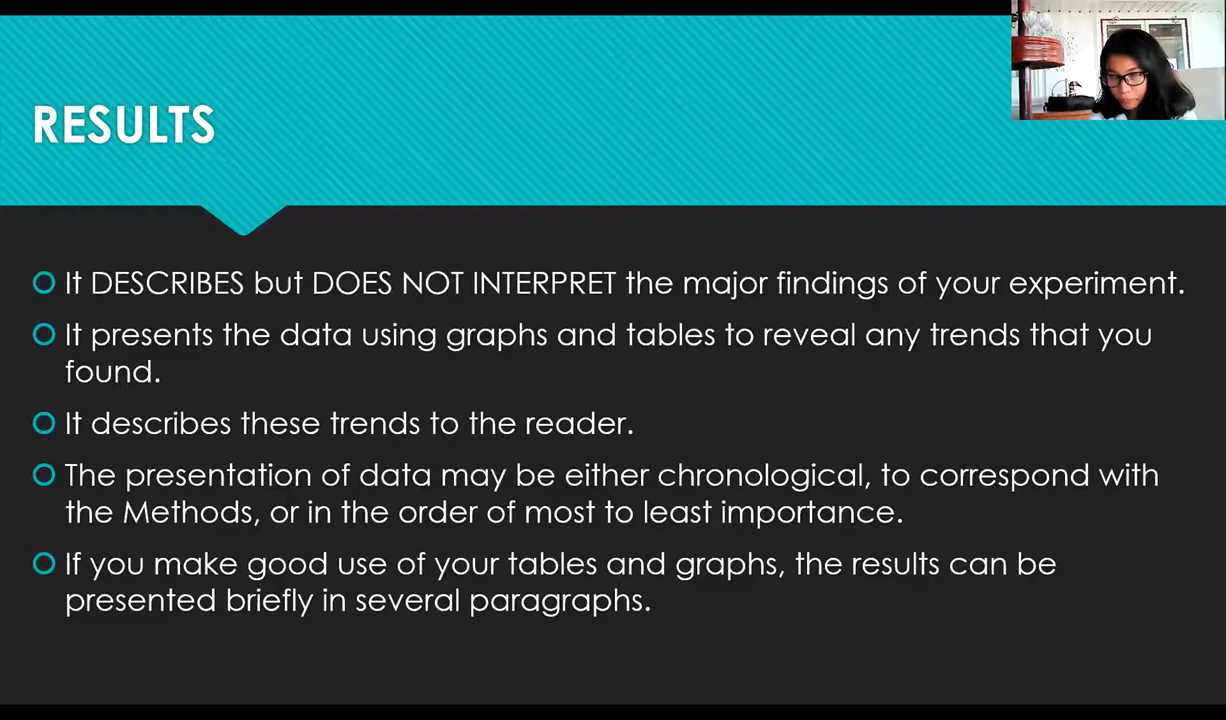 RESULTS
It DESCRIBES but DOES NOT INTERPRET the major findings of your experiment.
It presents the data using graphs and tables to reveal any trends that you
found.
It describes these trends to the reader.
The presentation of data may be either chronological, to correspond with
the Methods, or in the order of most to least importance.
If you make good use of your tables and graphs, the results can be
presented briefly in several paragraphs.